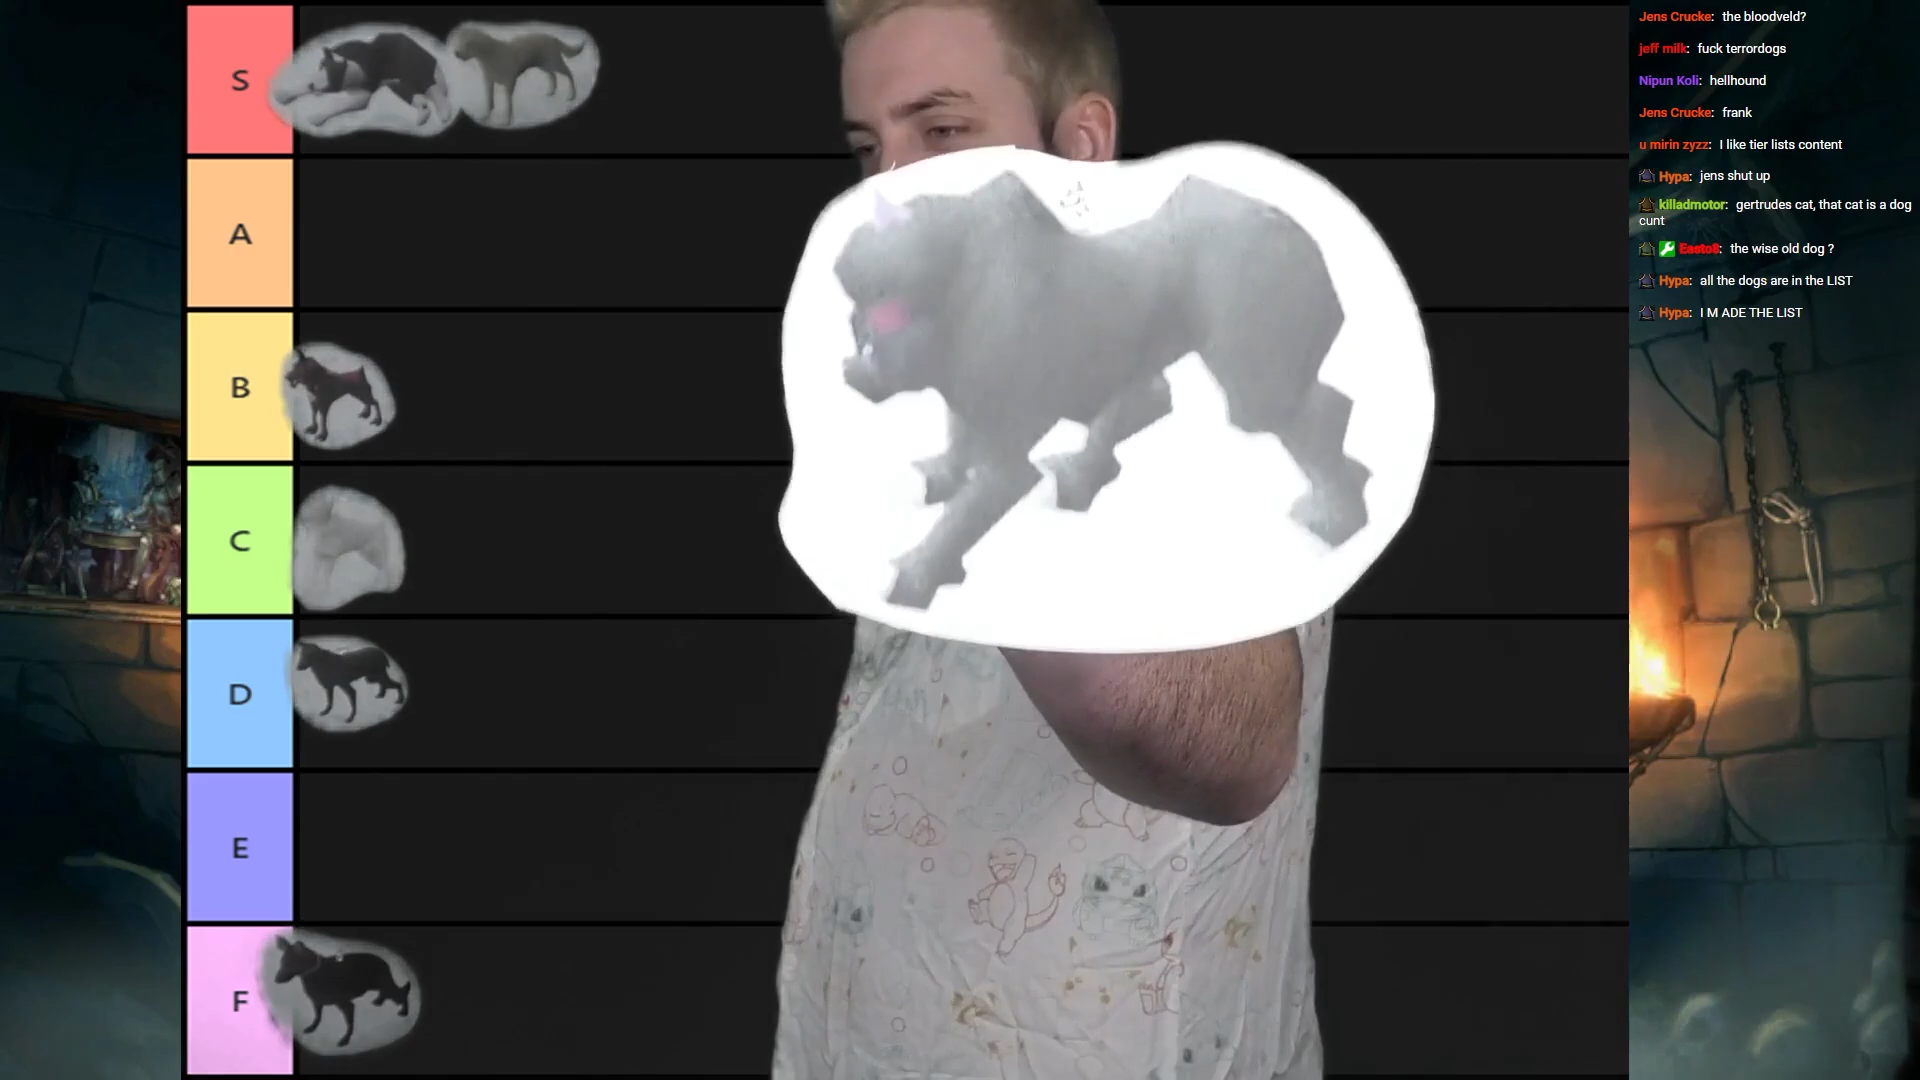 S
A
B
C
D
E
F
Jens Crucke: the bloodveld?
jeff milk: fuck terrordogs
Nipun Koli: hellhound
Jens Crucke: frank
u mirin zyzz: I like tier lists content
Hypa: jens shut up
killadmotor: gertrudes cat, that cat is a dog
cunt
Easto8: the wise old dog ?
Hypa: all the dogs are in the LIST
Hypa: I M ADE THE LIST